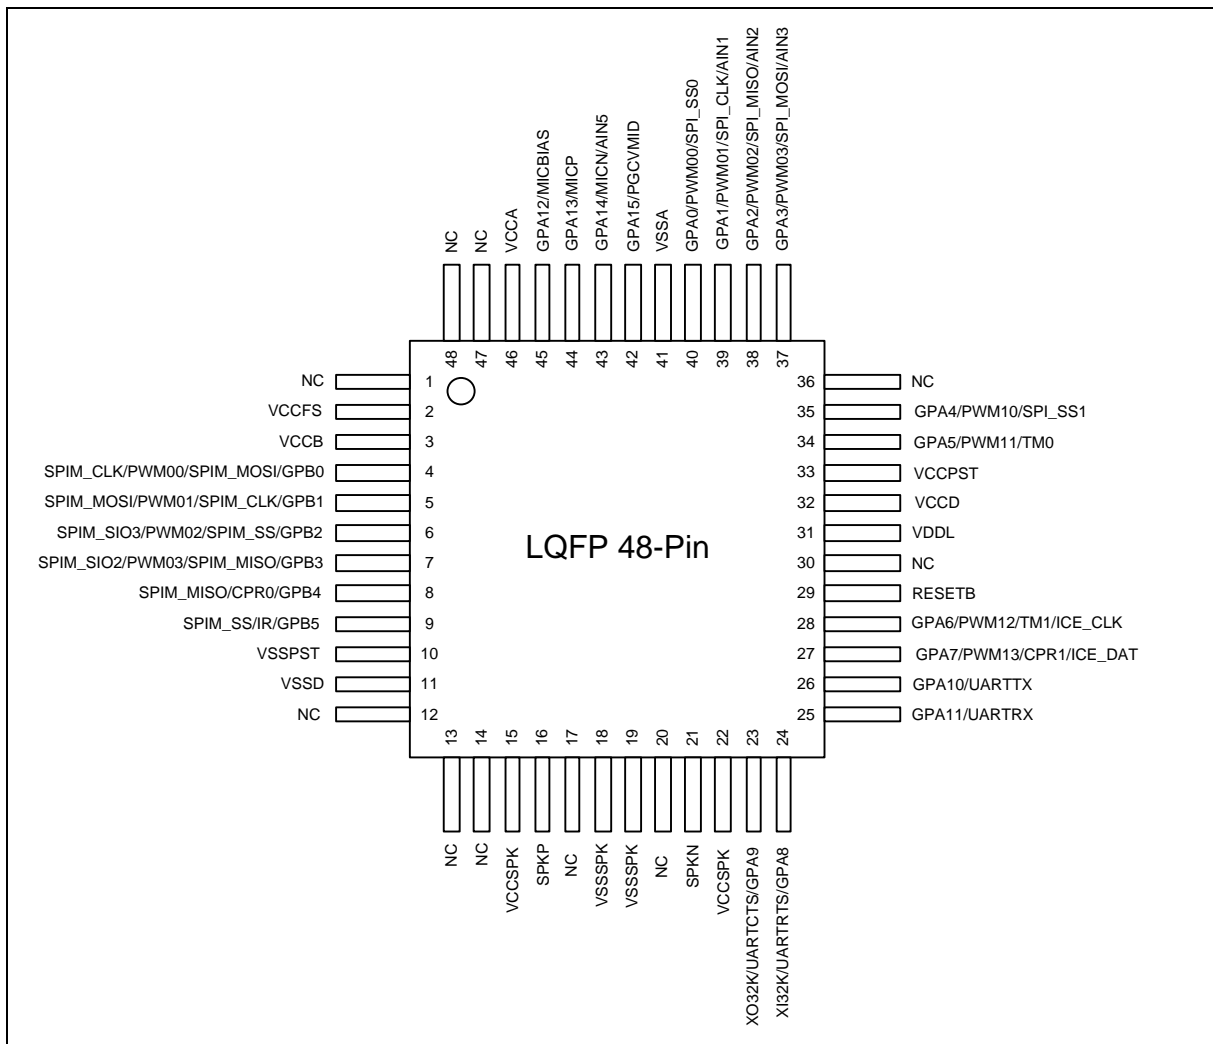 NC
NC
VCCA
GPA12/MICBIAS
GPA13/MICP
GPA14/MICN/AIN5
GPA15/PGCVMID
VSSA
GPA0/PWM00/SPI_SS0
GPA1/PWM01/SPI_CLK/AIN1
GPA2/PWM02/SPI_MISO/AIN2
GPA3/PWM03/SPI_MOSI/AIN3
48
47
46
45
44
43
42
41
40
39
38
37
NC 1
VCCFS 2
VCCB 3
SPIM_CLK/PWM00/SPIM_MOSI/GPB0 4
SPIM_MOSI/PWM01/SPIM_CLK/GPB1 5
SPIM_SIO3/PWM02/SPIM_SS/GPB2 6
SPIM_SIO2/PWM03/SPIM_MISO/GPB3 7
SPIM_MISO/CPR0/GPB4 8
SPIM_SS/IR/GPB5 9
VSSPST 10
VSSD 11
NC 12
LQFP 48-Pin
36 NC
35 GPA4/PWM10/SPI_SS1
34 GPA5/PWM11/TM0
33 VCCPST
32 VCCD
31 VDDL
30 NC
29 RESETB
28 GPA6/PWM12/TM1/ICE_CLK
27 GPA7/PWM13/CPR1/ICE_DAT
26 GPA10/UARTTX
25 GPA11/UARTRX
13
14
15
16
17
18
19
20
21
22
23
24
NC
NC
VCCSPK
SPKP
NC
VSSSPK
VSSSPK
NC
SPKN
VCCSPK
XO32K/UARTCTS/GPA9
XI32K/UARTRTS/GPA8